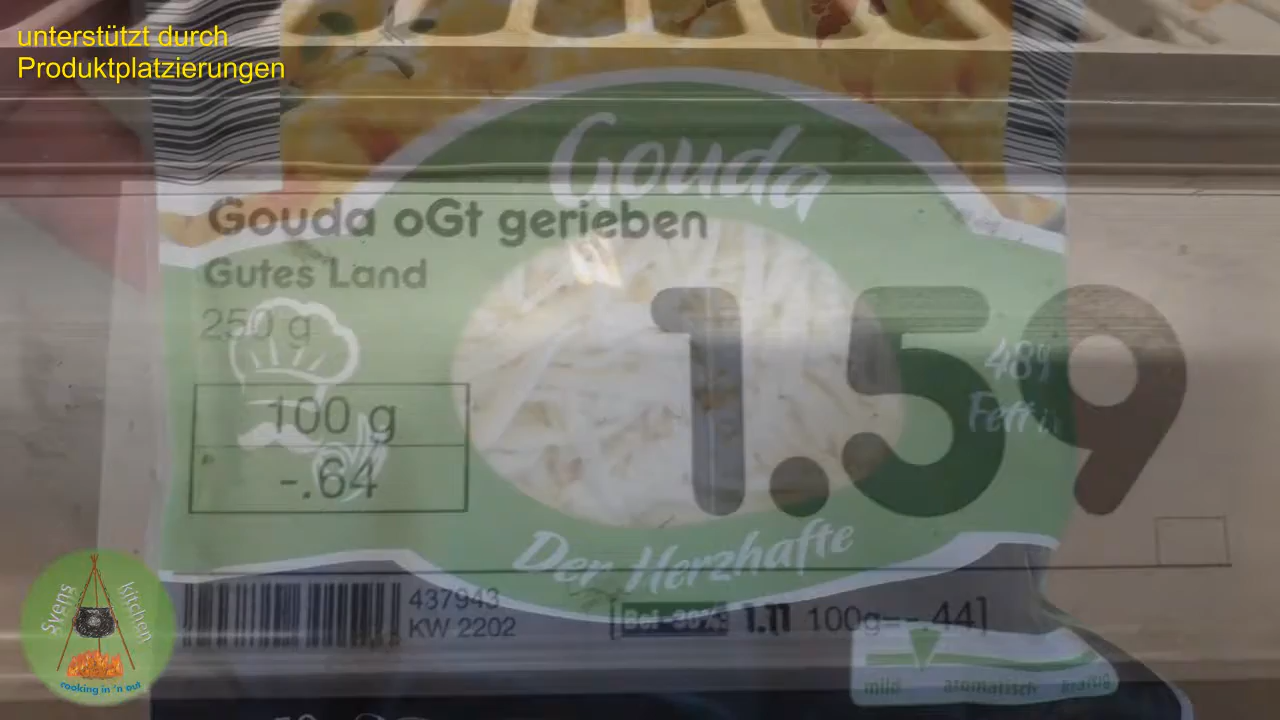 unterstützt durch
Produktplatzierungen
Gouda
Gouda oGt gerieben
Gutes Land
250 g
1.59
48%
Fett i.
100 g
-.64
Der Herzhafte
437943
KW 2202
1.11 100g= -.44]
mild aromatisch kräftig
Svens kitchen
cooking in 'n out